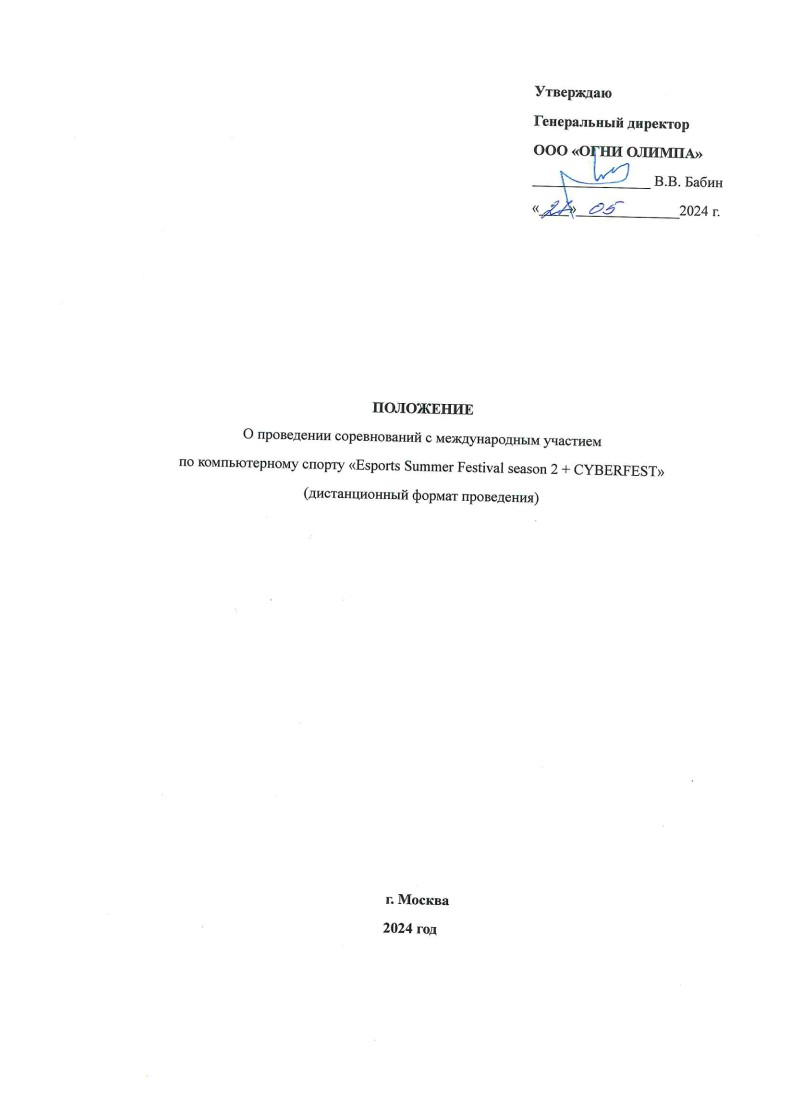 Утверждаю
Генеральный директор
ООО «ОГНИ ОЛИМПА»
В.В. Бабин
« » 05 2024 г.
ПОЛОЖЕНИЕ
О проведении соревнований с международным участием
по компьютерному спорту «Esports Summer Festival season 2 + CYBERFEST»
(дистанционный формат проведения)
г. Москва
2024 год